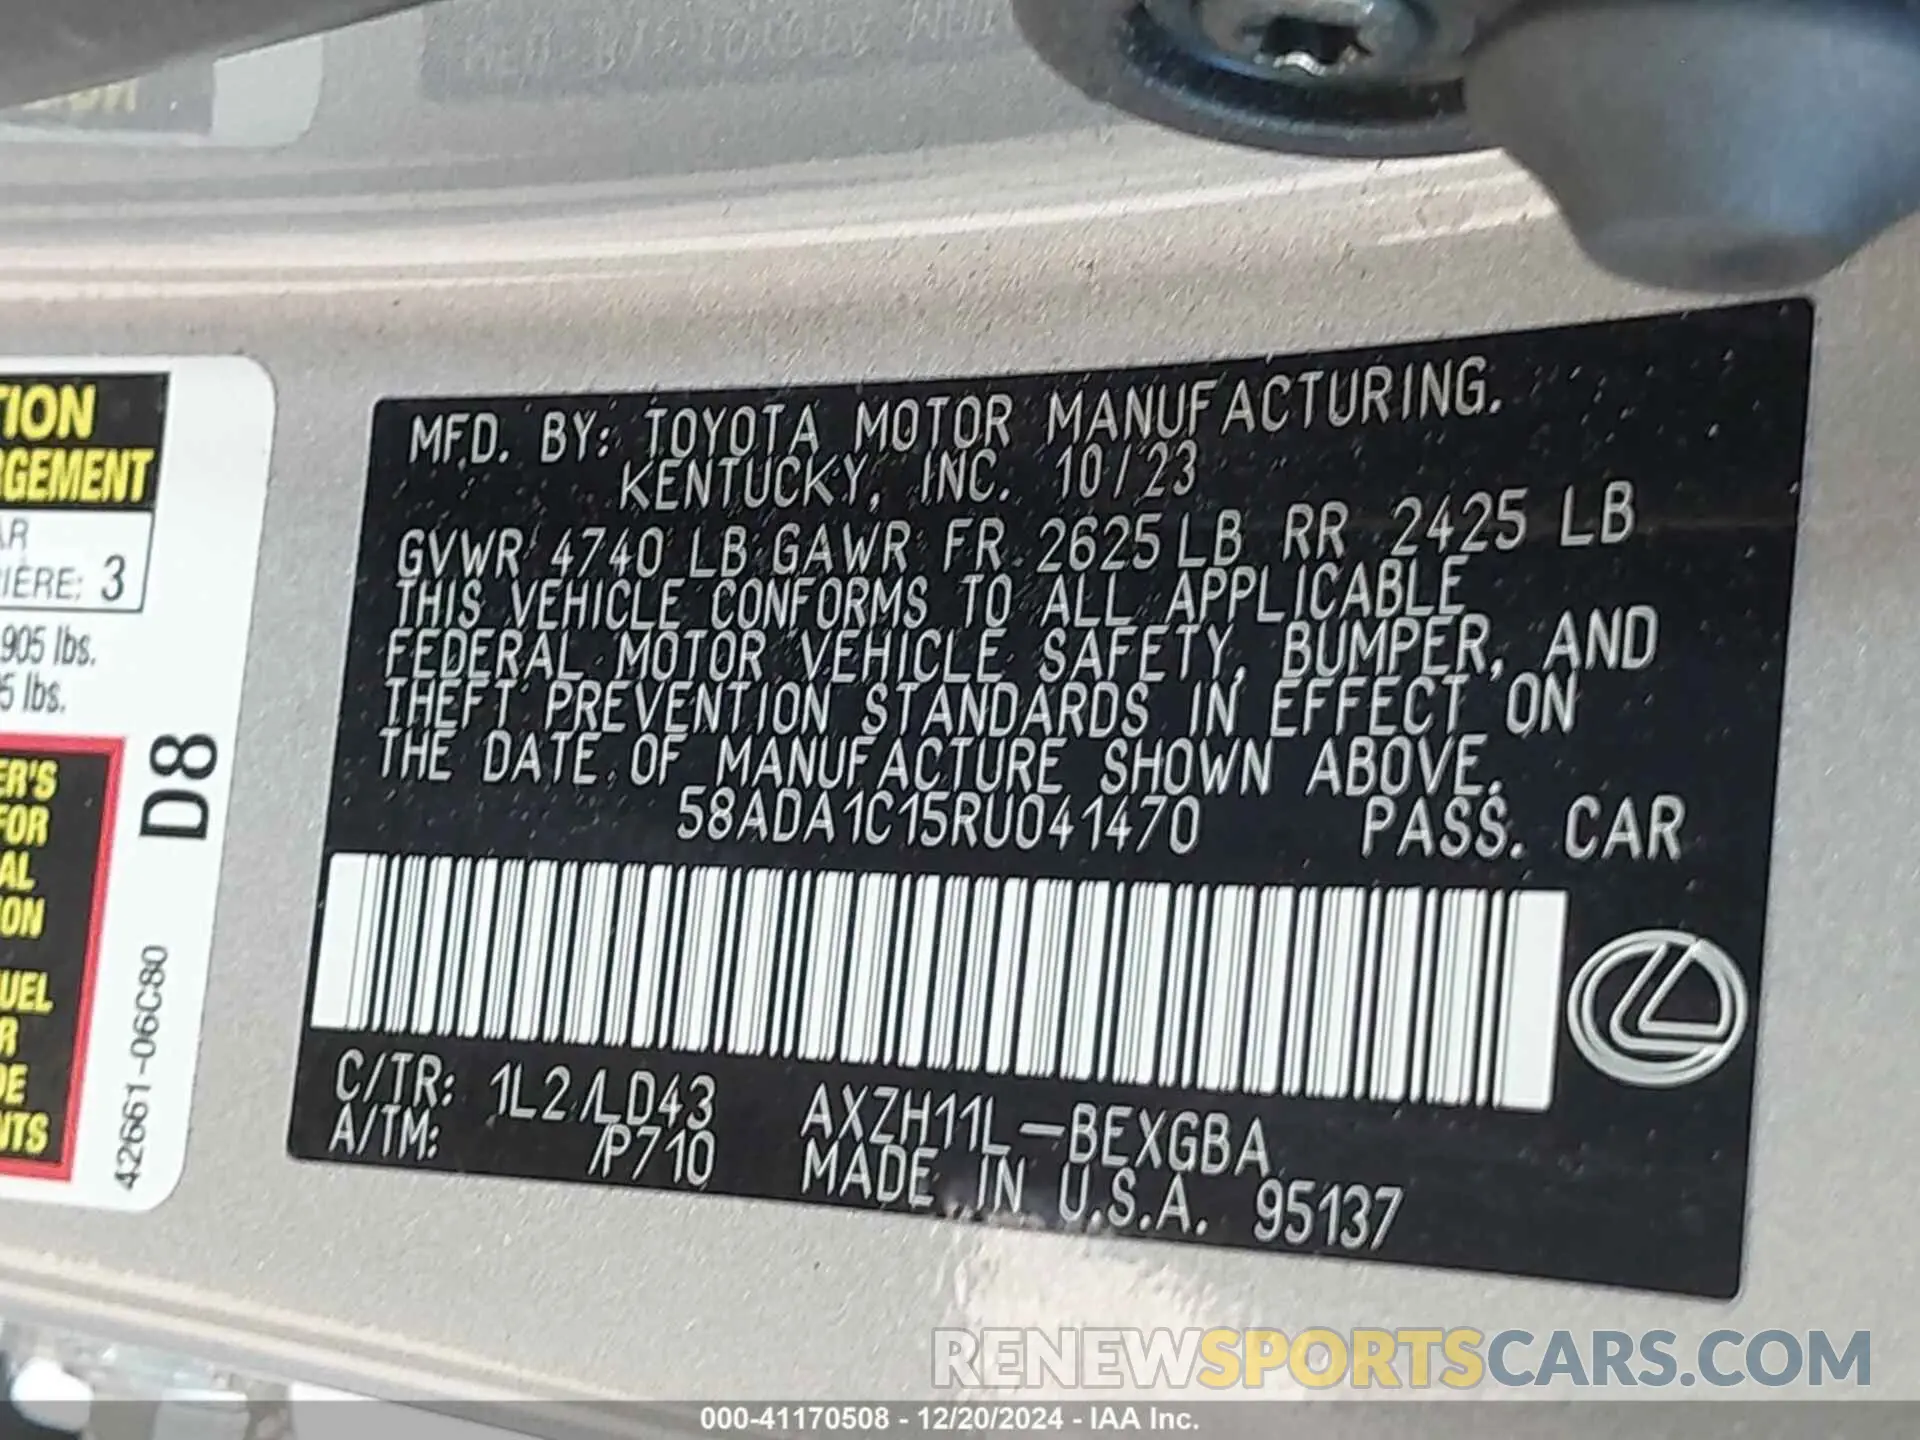 TION
RGEMENT
AR
RIÈRE: 3
905 lbs.
5 lbs.
D8
ER'S
FOR
AL
ION
UEL
R
DE
NTS
42661-06C80
MFD. BY: TOYOTA MOTOR MANUFACTURING.
KENTUCKY, INC. 10/23
GVWR 4740 LB GAWR FR 2625 LB RR 2425 LB
THIS VEHICLE CONFORMS TO ALL APPLICABLE
FEDERAL MOTOR VEHICLE SAFETY, BUMPER, AND
THEFT PREVENTION STANDARDS IN EFFECT ON
THE DATE OF MANUFACTURE SHOWN ABOVE.
58ADA1C15RU041470 PASS. CAR
C/TR: 1L2/LD43 AXZH11L-BEXGBA
A/TM: /P710 MADE IN U.S.A. 95137
RENEWSPORTSCARS.COM
000-41170508 - 12/20/2024 - IAA Inc.